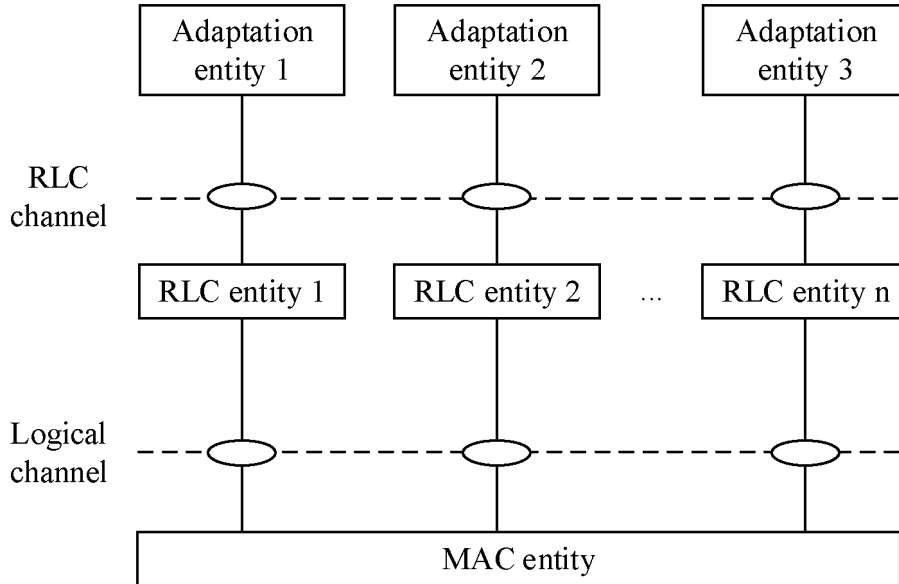 Adaptation
entity 1
Adaptation
entity 2
Adaptation
entity 3
RLC
channel
RLC entity 1
RLC entity 2
...
RLC entity n
Logical
channel
MAC entity